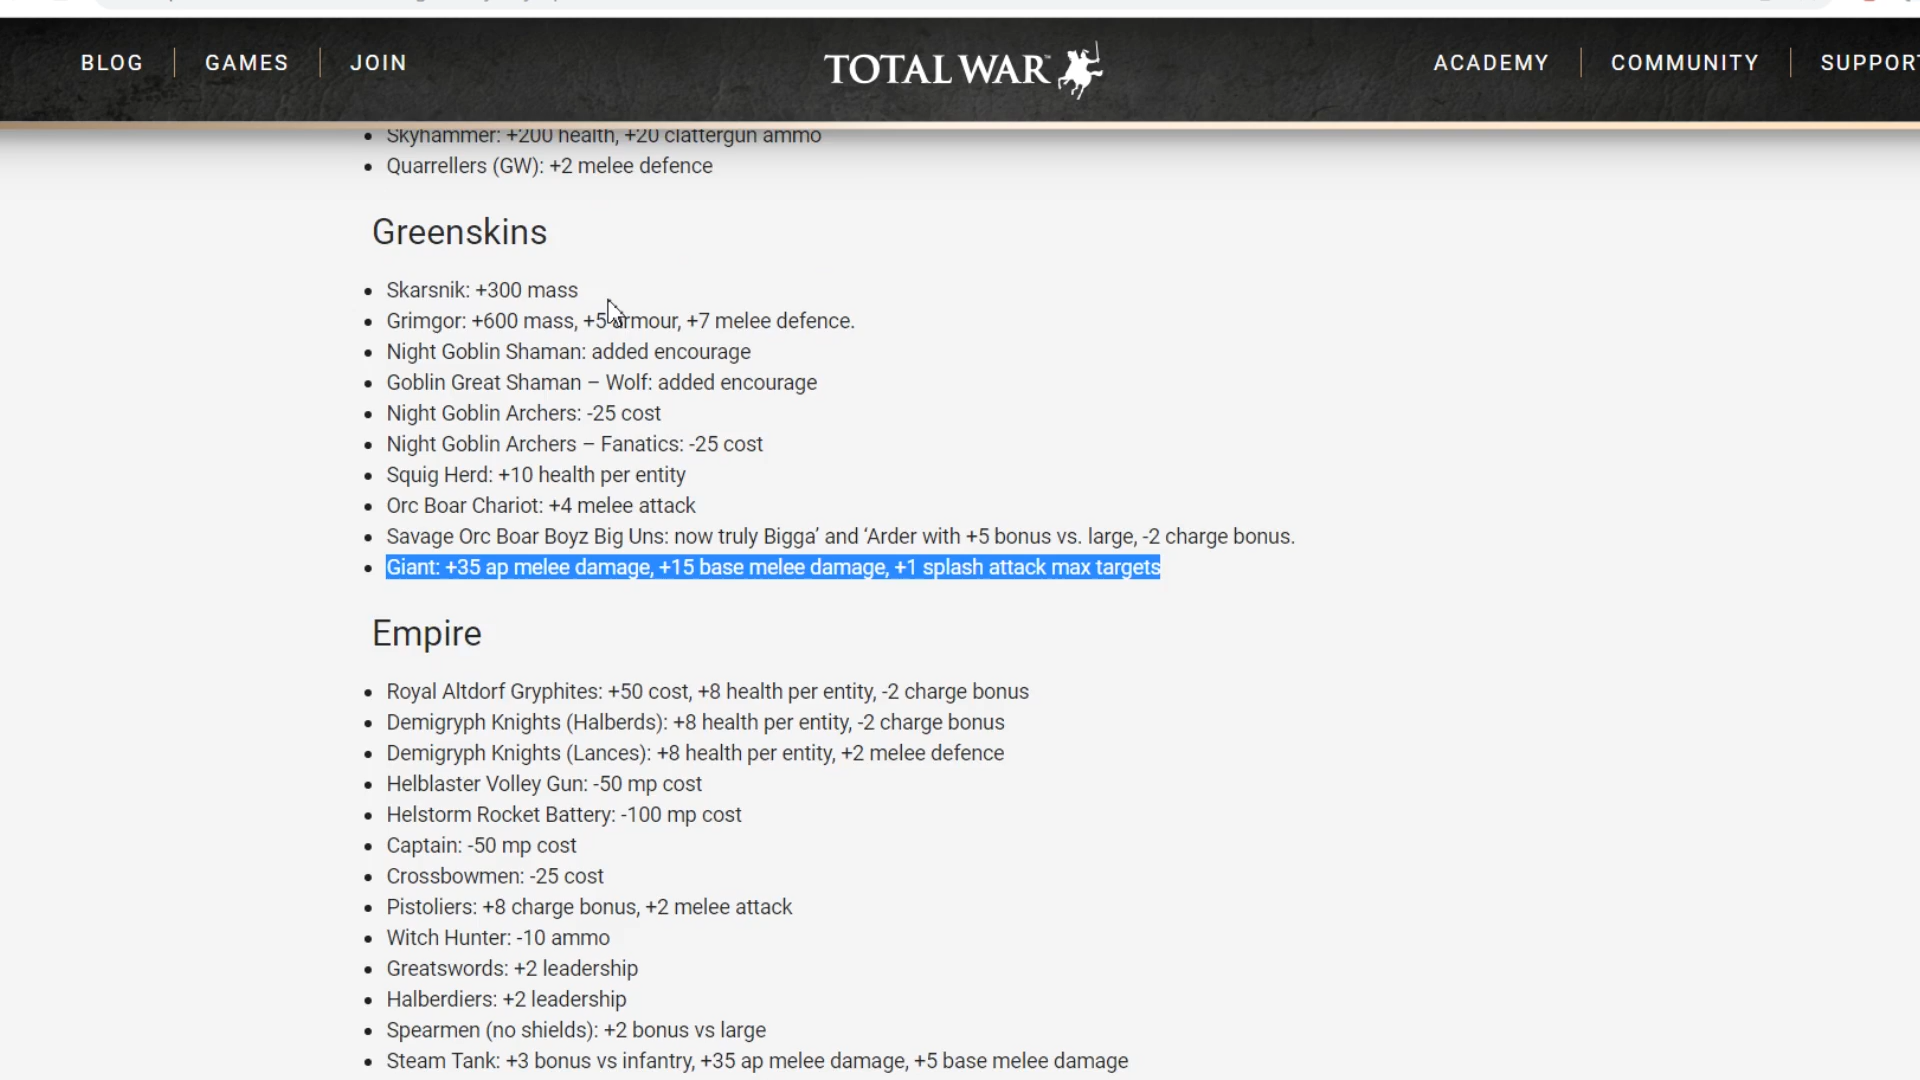 BLOG GAMES JOIN TOTAL WAR ACADEMY COMMUNITY
Skyhammer: +200 health, +20 clattergun ammo
Quarrellers (GW): +2 melee defence
Greenskins
Skarsnik: +300 mass
Grimgor: +600 mass, +5 armour, +7 melee defence.
Night Goblin Shaman: added encourage
Goblin Great Shaman – Wolf: added encourage
Night Goblin Archers: -25 cost
Night Goblin Archers – Fanatics: -25 cost
Squig Herd: +10 health per entity
Orc Boar Chariot: +4 melee attack
Savage Orc Boar Boyz Big Uns: now truly Bigga’ and ‘Arder with +5 bonus vs. large, -2 charge bonus.
Giant: +35 ap melee damage, +15 base melee damage, +1 splash attack max targets
Empire
Royal Altdorf Gryphites: +50 cost, +8 health per entity, -2 charge bonus
Demigryph Knights (Halberds): +8 health per entity, -2 charge bonus
Demigryph Knights (Lances): +8 health per entity, +2 melee defence
Helblaster Volley Gun: -50 mp cost
Helstorm Rocket Battery: -100 mp cost
Captain: -50 mp cost
Crossbowmen: -25 cost
Pistoliers: +8 charge bonus, +2 melee attack
Witch Hunter: -10 ammo
Greatswords: +2 leadership
Halberdiers: +2 leadership
Spearmen (no shields): +2 bonus vs large
Steam Tank: +3 bonus vs infantry, +35 ap melee damage, +5 base melee damage